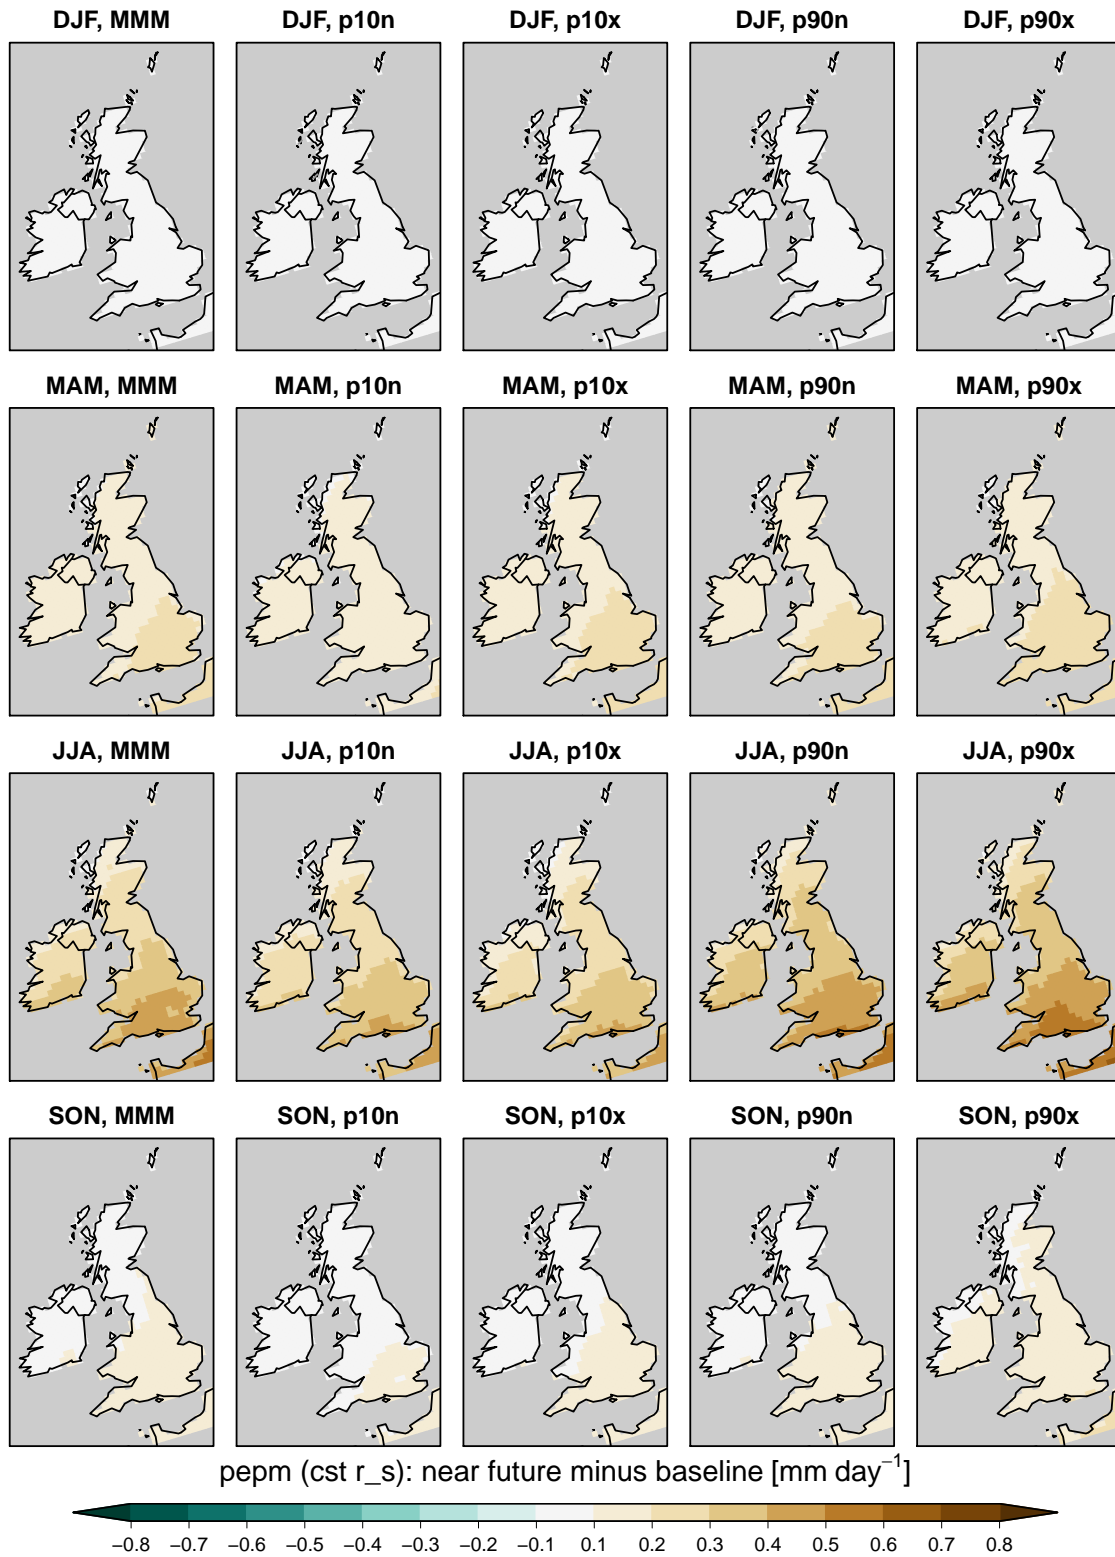 DJF, MMM DJF, p10n DJF, p10x DJF, p90n DJF, p90x
MAM, MMM MAM, p10n MAM, p10x MAM, p90n MAM, p90x
JJA, MMM JJA, p10n JJA, p10x JJA, p90n JJA, p90x
SON, MMM SON, p10n SON, p10x SON, p90n SON, p90x
pepm (cst r_s): near future minus baseline [mm day⁻¹]
−0.8 −0.7 −0.6 −0.5 −0.4 −0.3 −0.2 −0.1 0.1 0.2 0.3 0.4 0.5 0.6 0.7 0.8